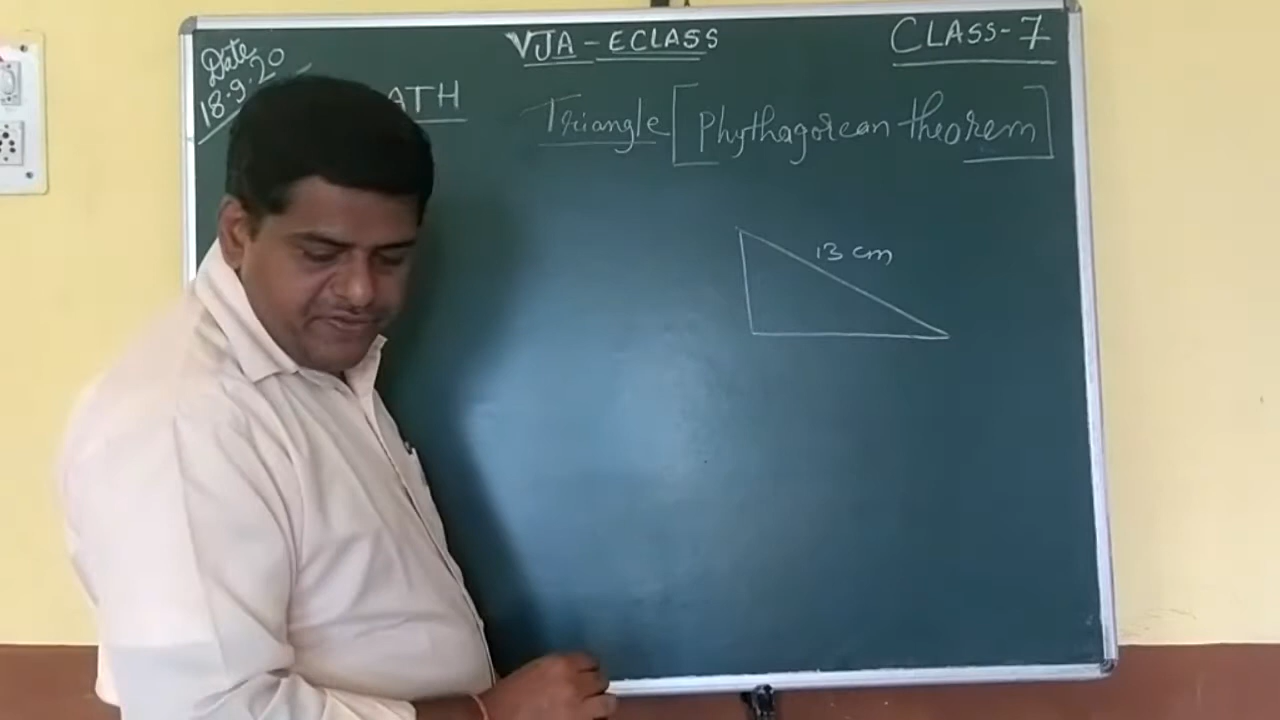 Date
18.9.20
VJA - ECLASS
CLASS-7
ATH
Triangle [Phythagorean theorem]
13 cm